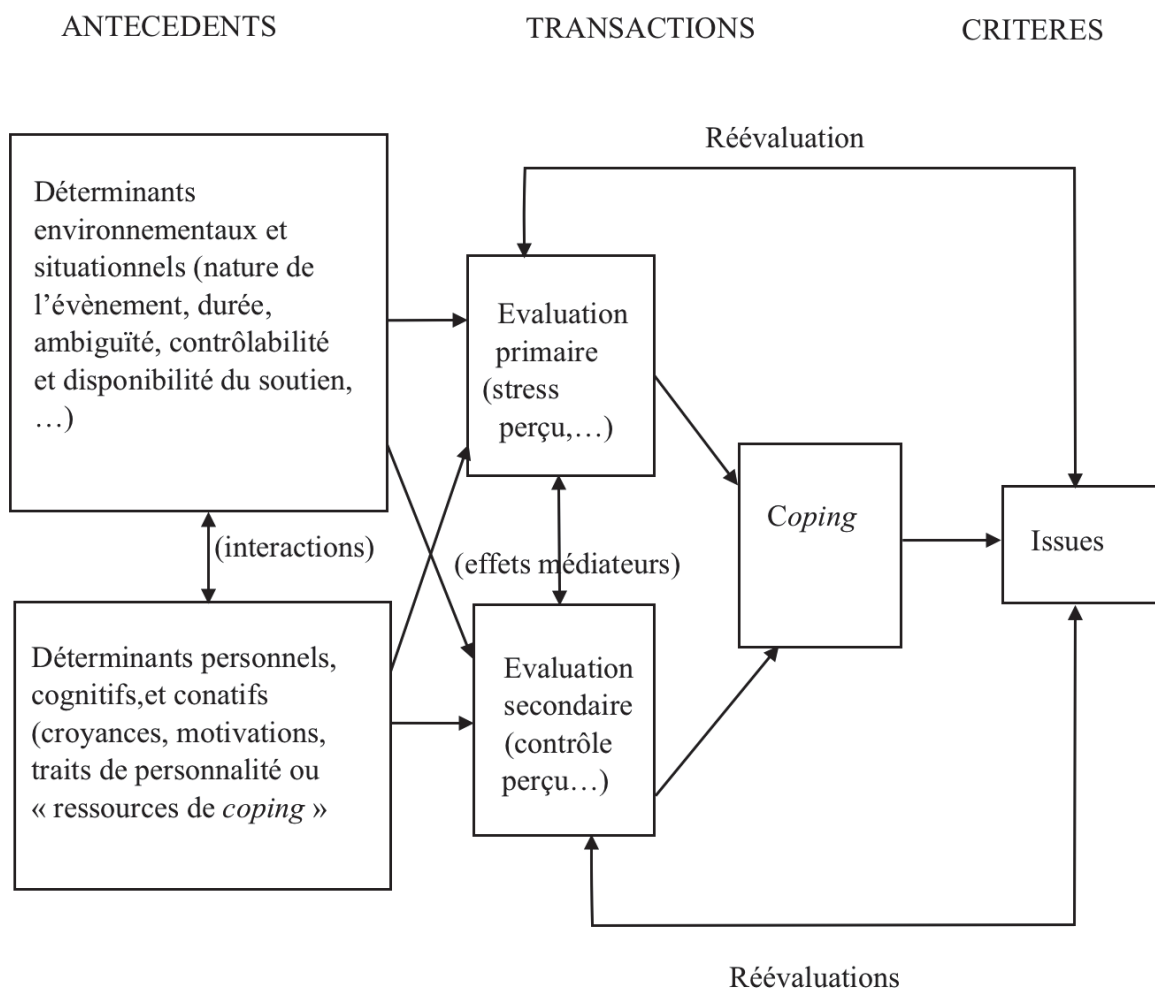 ANTECEDENTS
TRANSACTIONS
CRITERES
Réévaluation
Déterminants
environnementaux et
situationnels (nature de
l’évènement, durée,
ambiguïté, contrôlabilité
et disponibilité du soutien,
…)
Evaluation
primaire
(stress
perçu,…)
Coping
Issues
(interactions)
(effets médiateurs)
Déterminants personnels,
cognitifs,et conatifs
(croyances, motivations,
traits de personnalité ou
« ressources de coping »
Evaluation
secondaire
(contrôle
perçu…)
Réévaluations